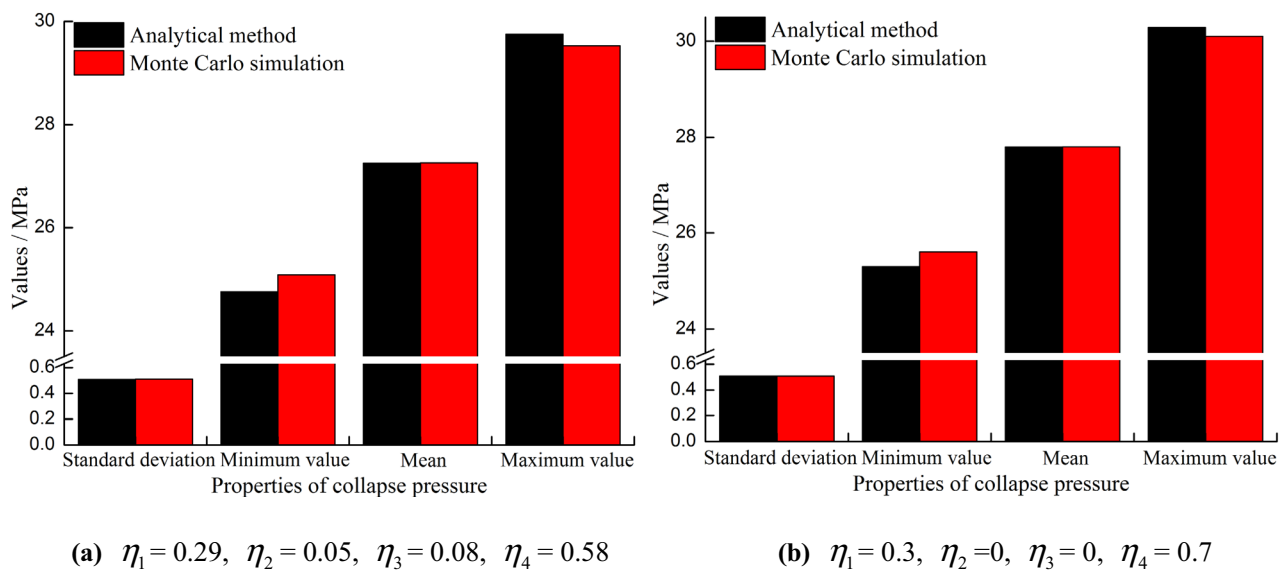 30
28
26
24
0.6
0.4
0.2
0.0
Values / MPa
Analytical method
Monte Carlo simulation
Standard deviation Minimum value Mean Maximum value
Properties of collapse pressure
(a) η₁ = 0.29, η₂ = 0.05, η₃ = 0.08, η₄ = 0.58
30
28
26
24
0.6
0.4
0.2
0.0
Values / MPa
Analytical method
Monte Carlo simulation
Standard deviation Minimum value Mean Maximum value
Properties of collapse pressure
(b) η₁ = 0.3, η₂ =0, η₃ = 0, η₄ = 0.7